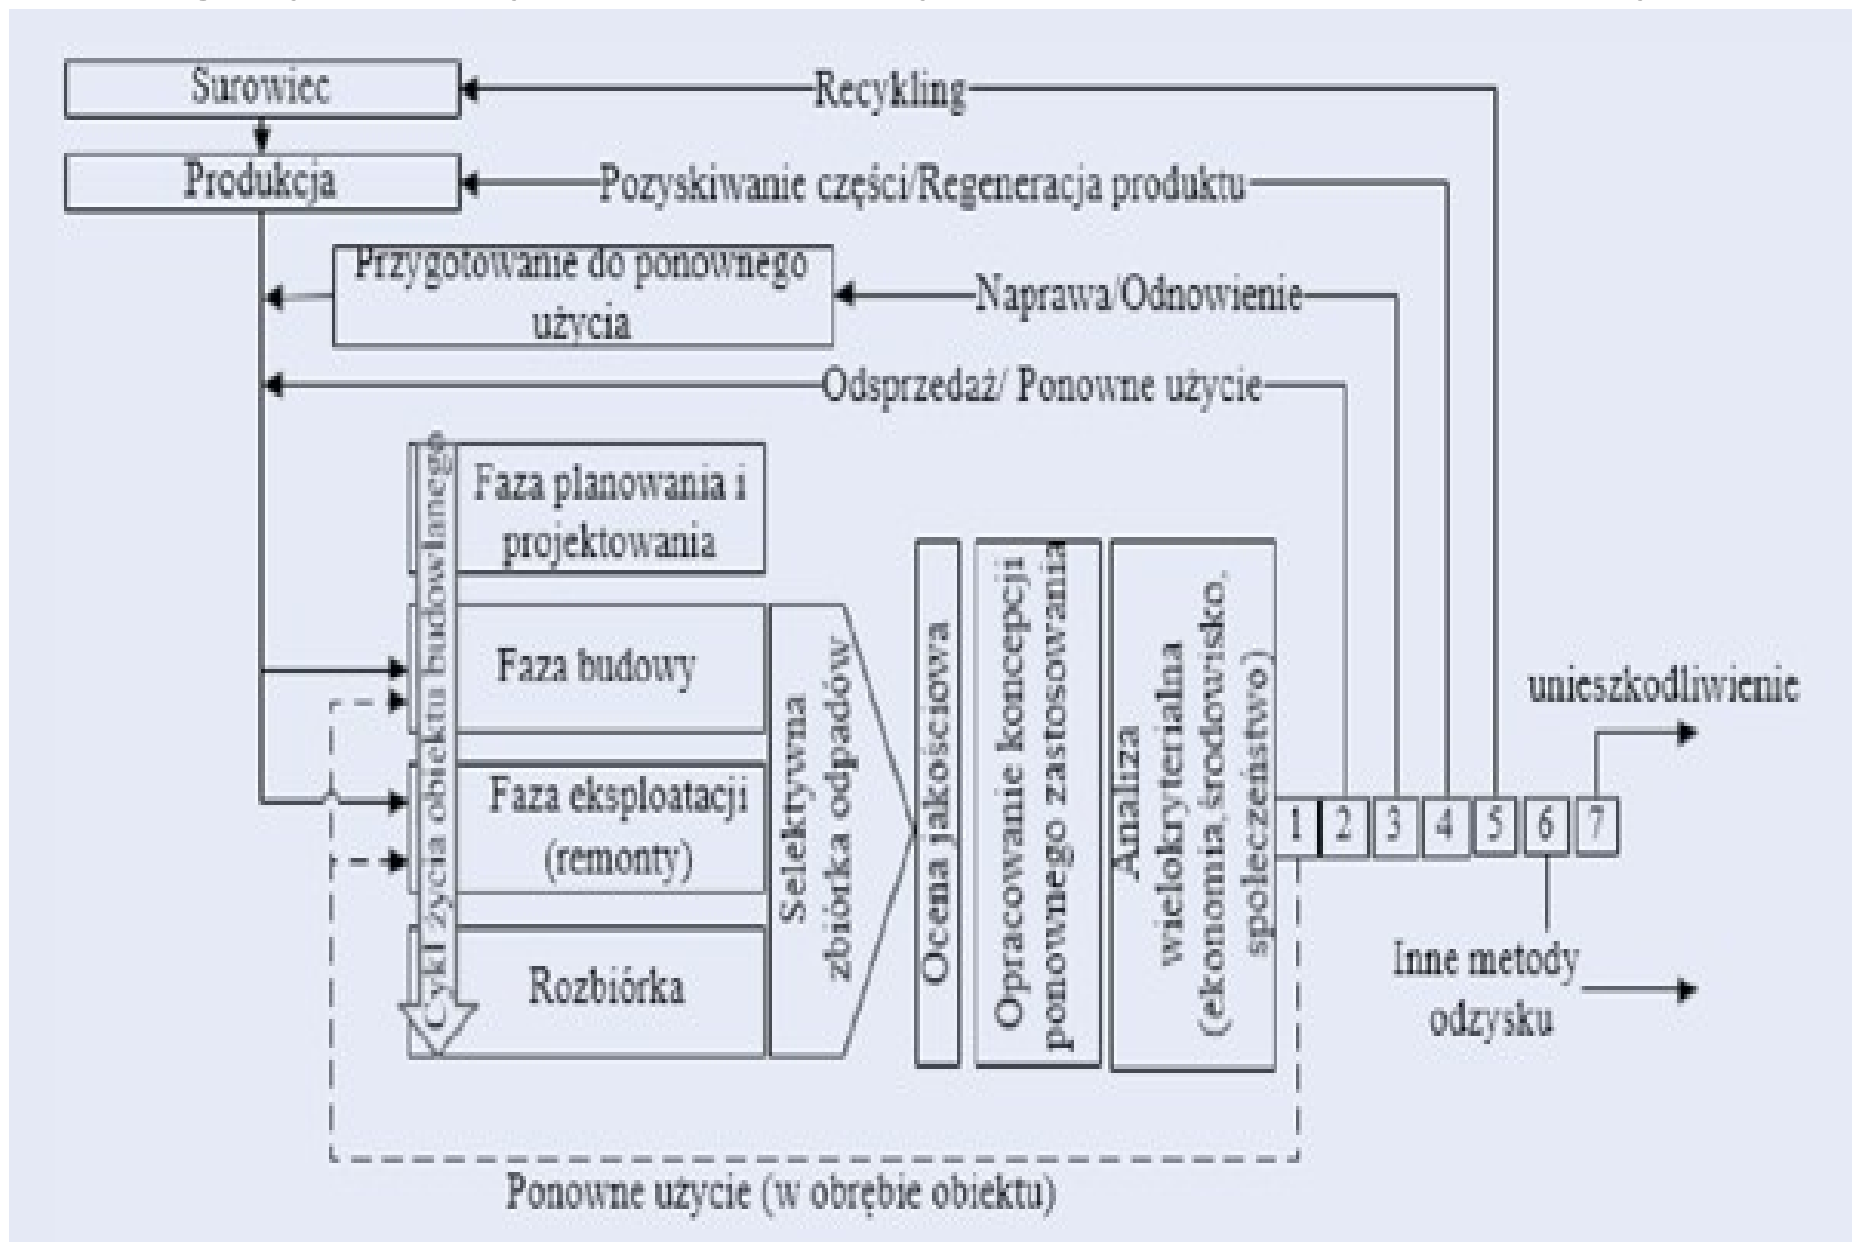 Surowiec
Recykling
Produkcja
Pozyskiwanie części/Regeneracja produktu
Przygotowanie do ponownego
użycia
Naprawa/Odnowienie
Odsprzedaż/ Ponowne użycie
Cykl życia obiektu budowlanego
Faza planowania i
projektowania
Faza budowy
Faza eksploatacji
(remonty)
Rozbiórka
Selektywna
zbiórka odpadów
Ocena jakościowa
Opracowanie koncepcji
ponownego zastosowania
Analiza
wielokryterialna
(ekonomia,środowisko,
społeczeństwo)
1 2 3 4 5 6 7
unieszkodliwienie
Inne metody
odzysku
Ponowne użycie (w obrębie obiektu)